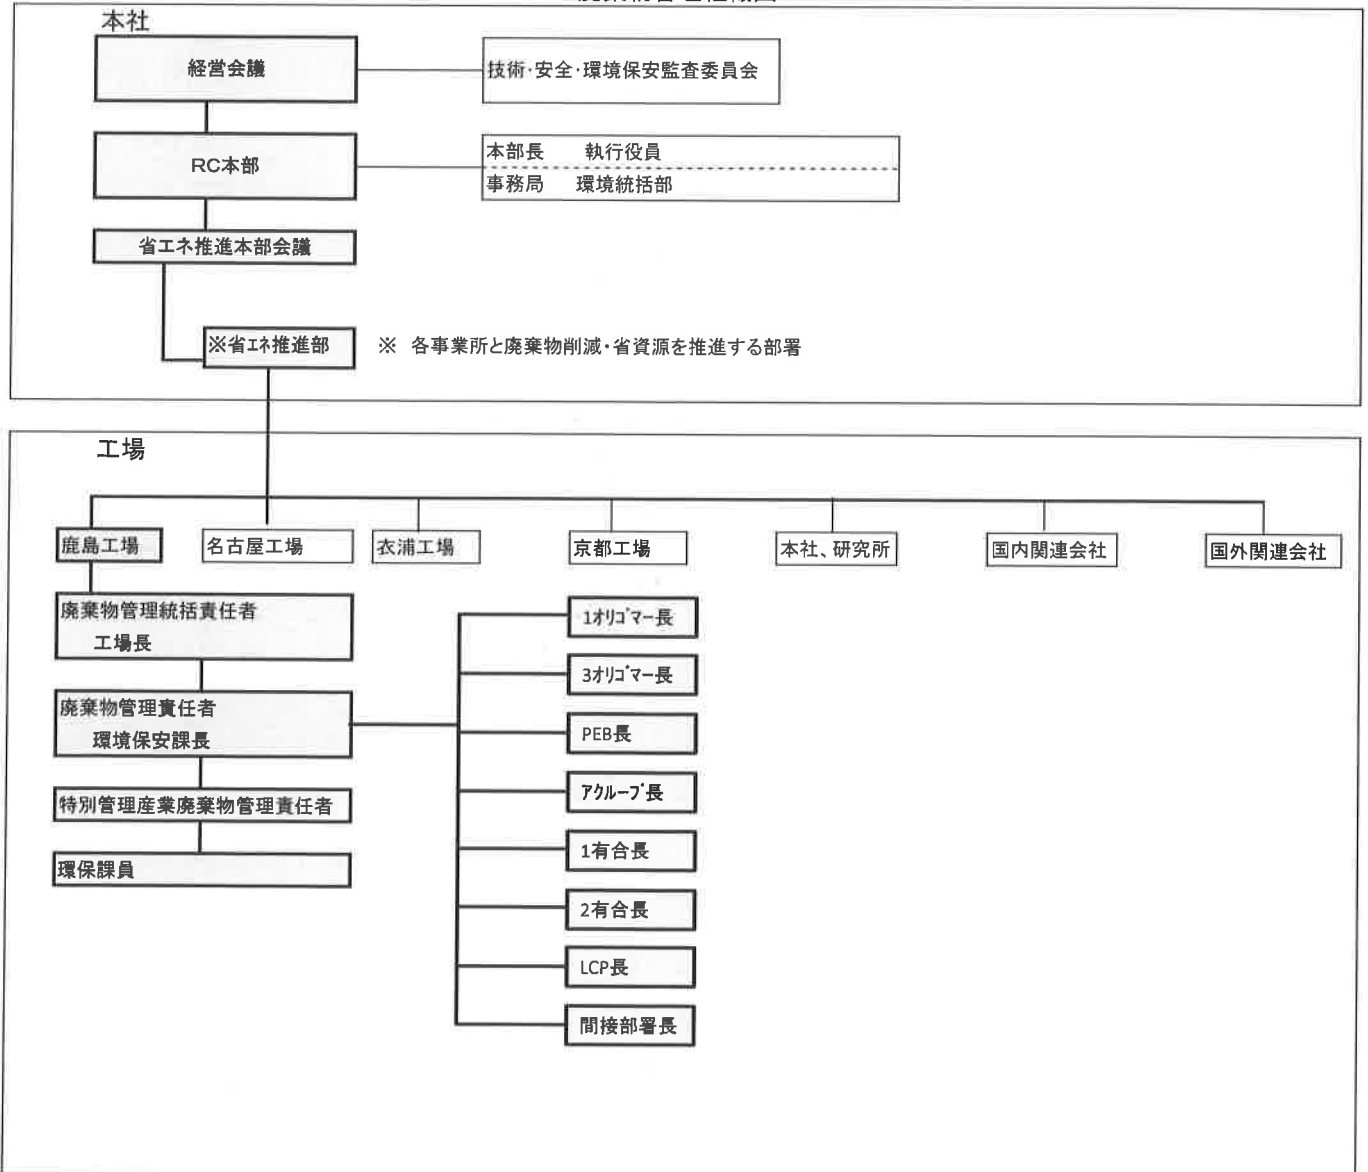 本社
経営会議
技術･安全･環境保安監査委員会
RC本部
本部長　執行役員
事務局　環境統括部
省エネ推進本部会議
※省ｴﾈ推進部
※　各事業所と廃棄物削減･省資源を推進する部署
工場
鹿島工場
名古屋工場
衣浦工場
京都工場
本社、研究所
国内関連会社
国外関連会社
廃棄物管理統括責任者
工場長
廃棄物管理責任者
環境保安課長
特別管理産業廃棄物管理責任者
環保課員
1ｵﾘｺﾞﾏｰ長
3ｵﾘｺﾞﾏｰ長
PEB長
ｱｸﾙｰﾌﾟ長
1有合長
2有合長
LCP長
間接部署長